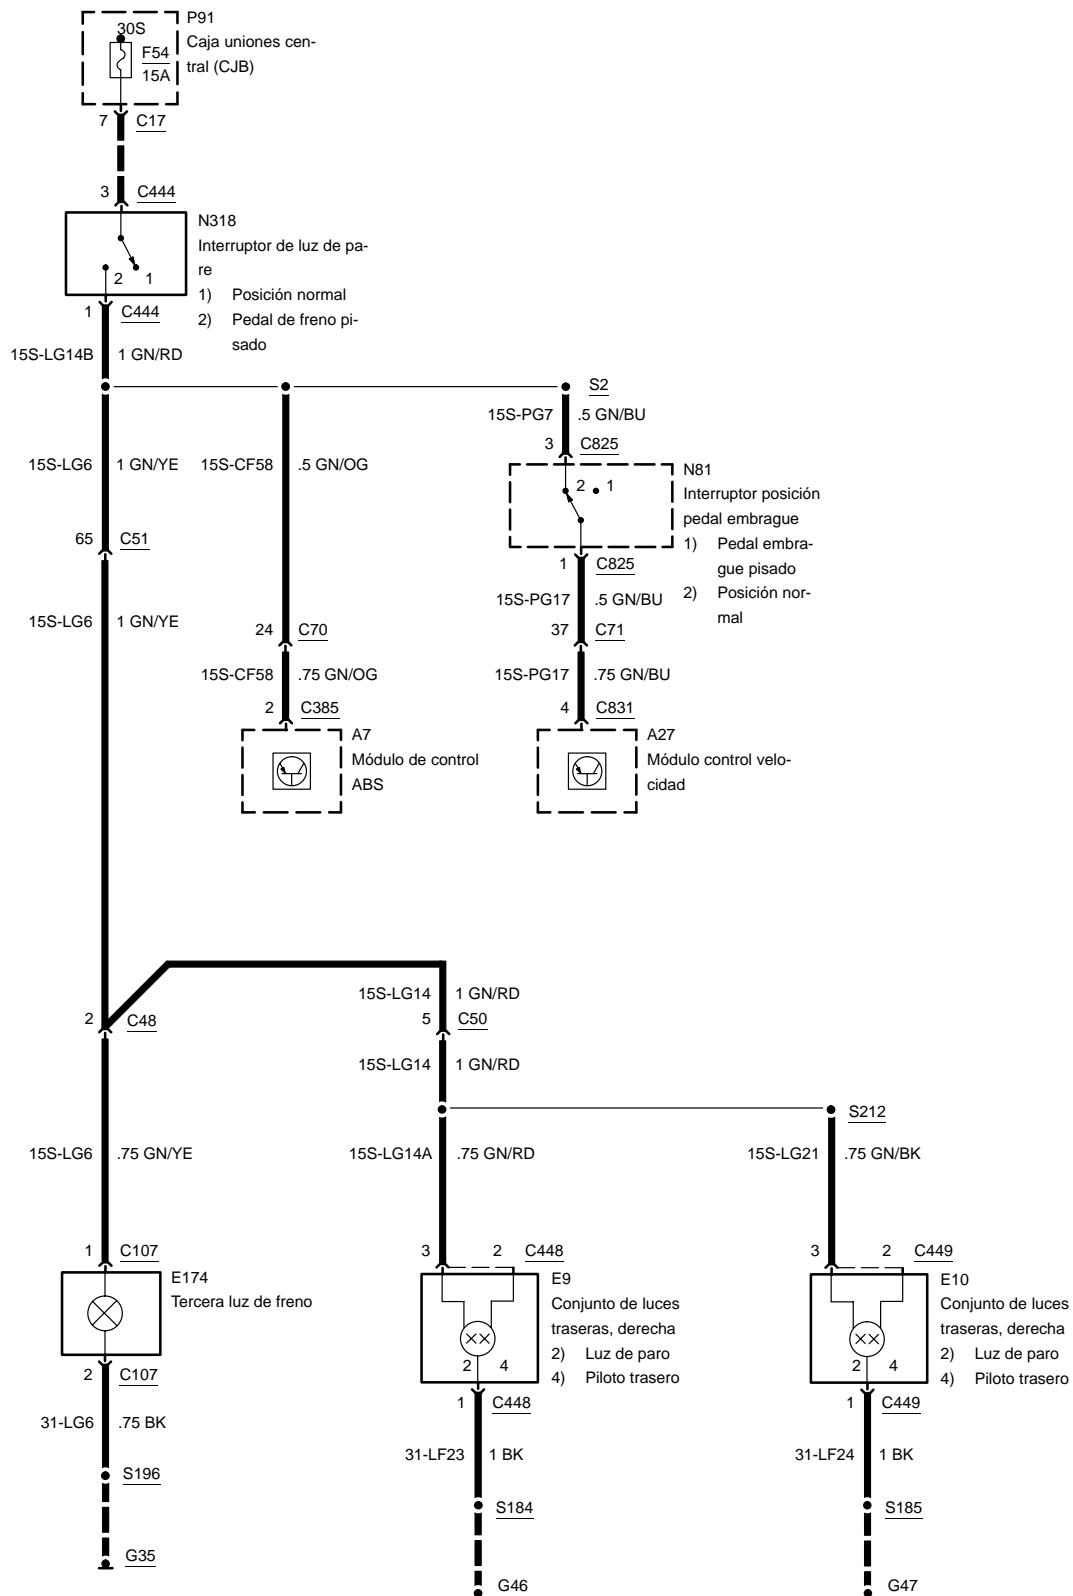 P91
30S
Caja uniones cen-
F54
tral (CJB)
15A
7 C17
3 C444
N318
Interruptor de luz de pa-
re
2 1
1) Posición normal
1 C444
2) Pedal de freno pi-
sado
15S-LG14B 1 GN/RD
S2
15S-PG7 .5 GN/BU
3 C825
15S-LG6 1 GN/YE 15S-CF58 .5 GN/OG
N81
2 1
Interruptor posición
pedal embrague
65 C51
1) Pedal embra-
1 C825
gue pisado
15S-PG17 .5 GN/BU
2) Posición nor-
mal
15S-LG6 1 GN/YE
24 C70
37 C71
15S-CF58 .75 GN/OG
15S-PG17 .75 GN/BU
2 C385
4 C831
A7
A27
Módulo de control
Módulo control velo-
ABS
cidad
15S-LG14 1 GN/RD
2 C48
5 C50
15S-LG14 1 GN/RD
S212
15S-LG6 .75 GN/YE
15S-LG14A .75 GN/RD
15S-LG21 .75 GN/BK
1 C107
3 2 C448
3 2 C449
E174
E9
E10
Tercera luz de freno
Conjunto de luces
Conjunto de luces
traseras, derecha
traseras, derecha
2) Luz de paro
2) Luz de paro
2 4
2 4
4) Piloto trasero
4) Piloto trasero
2 C107
1 C448
1 C449
31-LG6 .75 BK
31-LF23 1 BK
31-LF24 1 BK
S196
S184
S185
G35
G46
G47